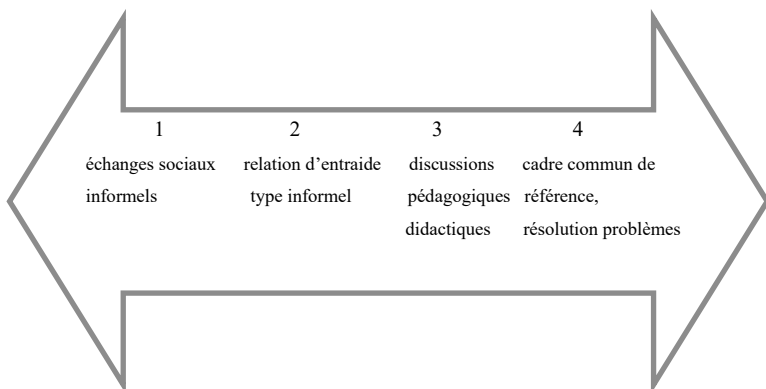 1 2 3 4
échanges sociaux relation d’entraide discussions cadre commun de
informels type informel pédagogiques référence,
didactiques résolution problèmes